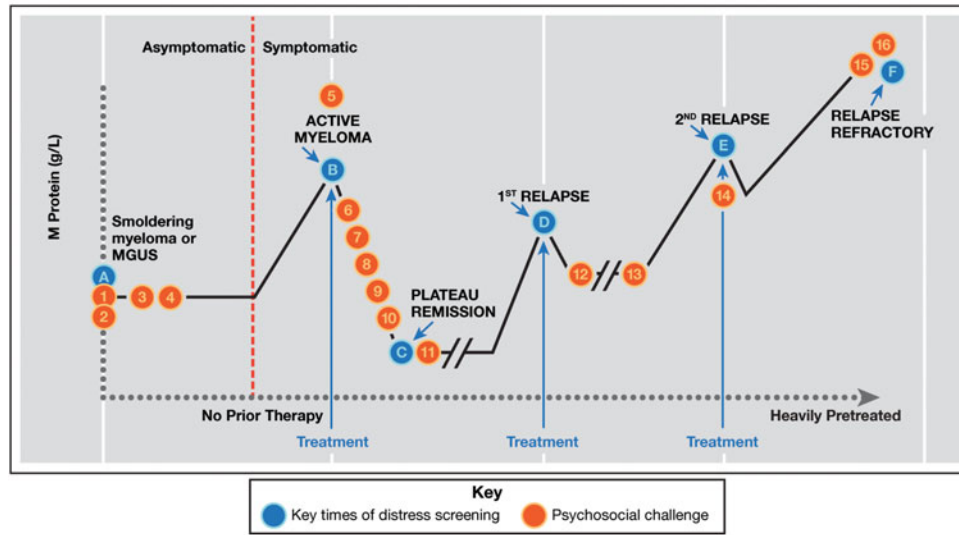 Asymptomatic
Symptomatic
M Protein (g/L)
Smoldering
myeloma or
MGUS
A
1
2
3
4
5
ACTIVE
MYELOMA
B
6
7
8
9
10
PLATEAU
REMISSION
C
11
1ST RELAPSE
D
12
13
2ND RELAPSE
E
14
15
16
F
RELAPSE
REFRACTORY
No Prior Therapy
Heavily Pretreated
Treatment
Treatment
Treatment
Key
Key times of distress screening
Psychosocial challenge